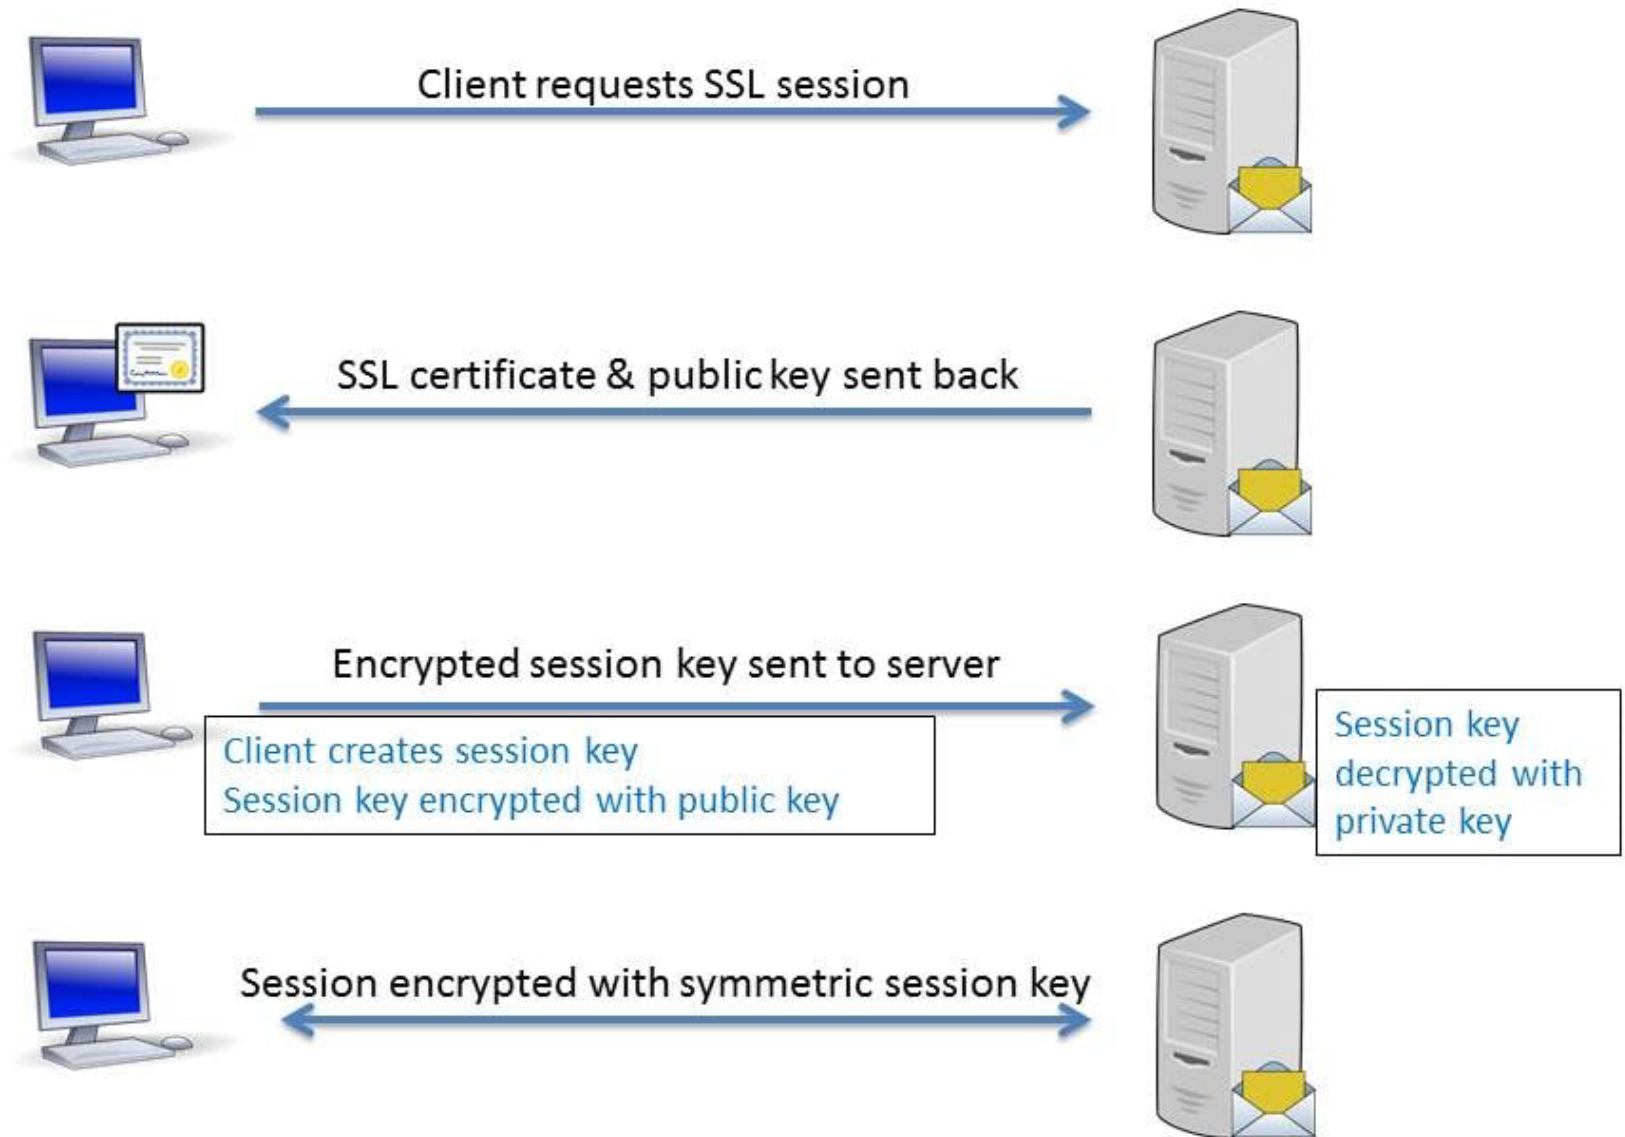 Client requests SSL session
SSL certificate & public key sent back
Encrypted session key sent to server
Client creates session key
Session key encrypted with public key
Session key
decrypted with
private key
Session encrypted with symmetric session key